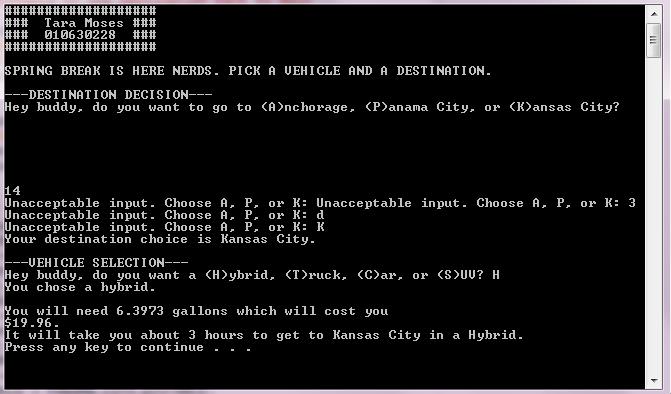 ###################
###  Tara Moses ###
###  010630228  ###
###################
SPRING BREAK IS HERE NERDS. PICK A VEHICLE AND A DESTINATION.
---DESTINATION DECISION---
Hey buddy, do you want to go to (A)nchorage, (P)anama City, or (K)ansas City?
14
Unacceptable input. Choose A, P, or K: Unacceptable input. Choose A, P, or K: 3
Unacceptable input. Choose A, P, or K: d
Unacceptable input. Choose A, P, or K: K
Your destination choice is Kansas City.
---VEHICLE SELECTION---
Hey buddy, do you want a (H)ybrid, (T)ruck, (C)ar, or (S)UV? H
You chose a hybrid.
You will need 6.3973 gallons which will cost you
$19.96.
It will take you about 3 hours to get to Kansas City in a Hybrid.
Press any key to continue . . .